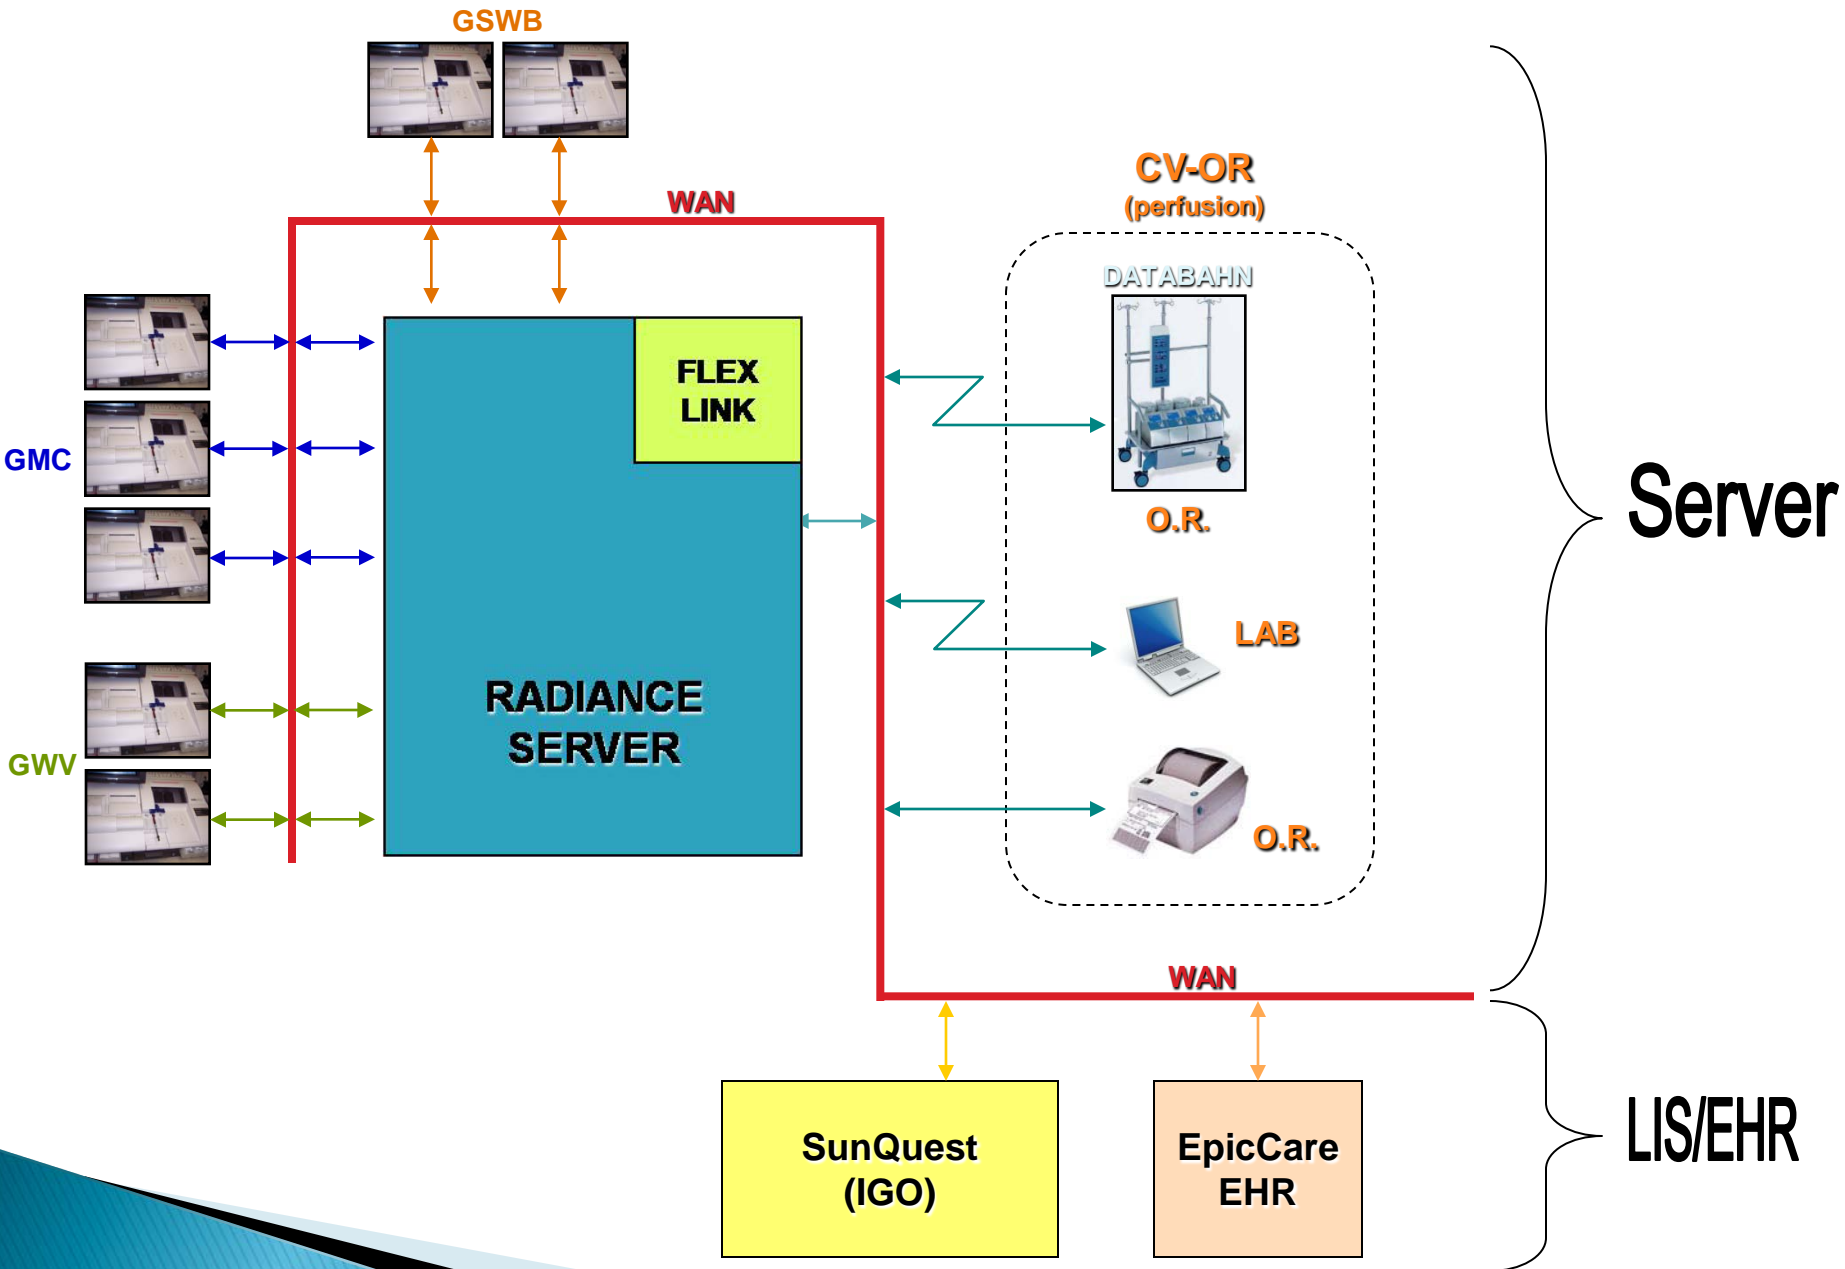 GSWB
WAN
CV-OR
(perfusion)
DATABAHN
FLEX
LINK
GMC
O.R.
Server
LAB
RADIANCE
SERVER
GWV
O.R.
WAN
SunQuest
(IGO)
EpicCare
EHR
LIS/EHR